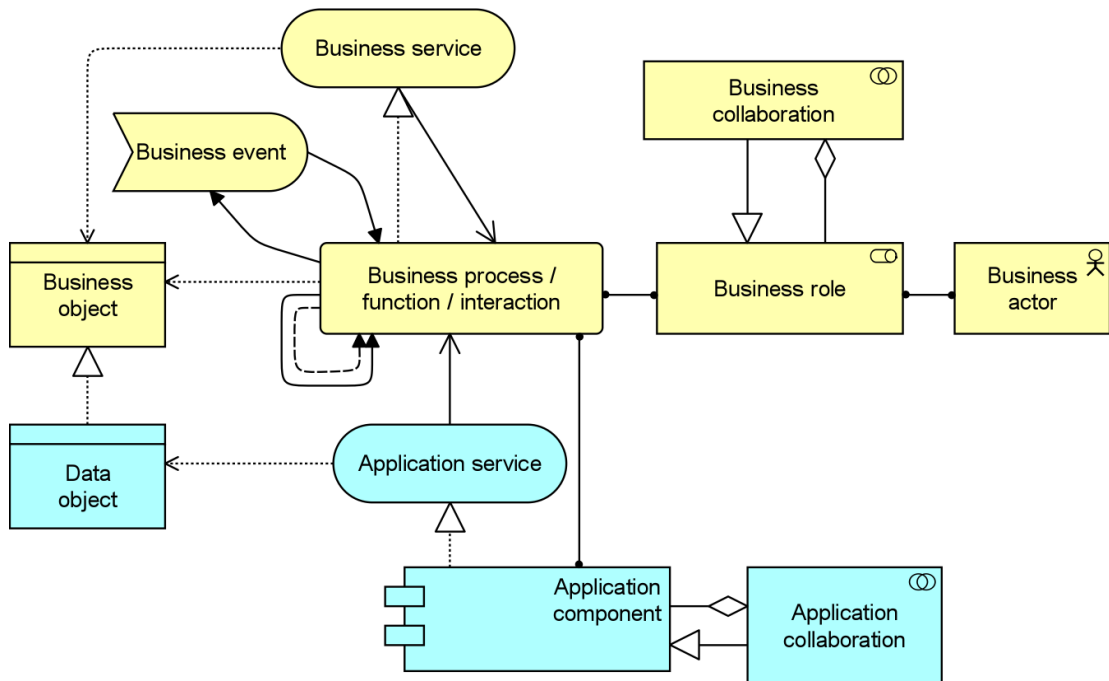 Business service
Business
collaboration
Business event
Business
object
Business process /
function / interaction
Business role
Business
actor
Data
object
Application service
Application
component
Application
collaboration